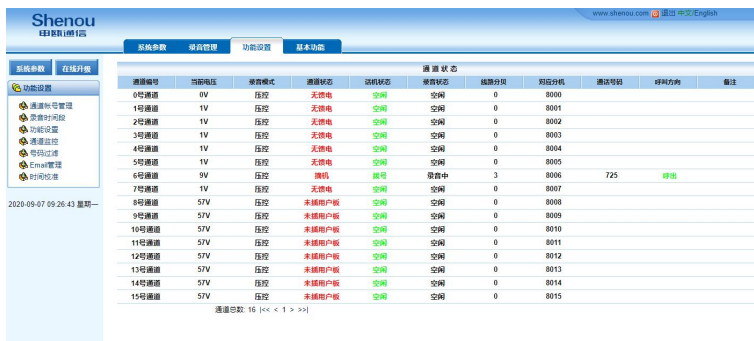 www.shenou.com 退出 中文/English
Shenou
申瓯通信
系统参数 录音管理 功能设置 基本功能
系统参数 在线升级
功能设置
通道帐号管理
录音时间段
功能设置
通道监控
号码过滤
Email管理
时间校准
2020-09-07 09:26:43 星期一
通道状态
通道编号 当前电压 录音模式 通道状态 话机状态 录音状态 线路分贝 对应分机 通话号码 呼叫方向 备注
0号通道 0V 压控 无馈电 空闲 空闲 0 8000
1号通道 1V 压控 无馈电 空闲 空闲 0 8001
2号通道 1V 压控 无馈电 空闲 空闲 0 8002
3号通道 1V 压控 无馈电 空闲 空闲 0 8003
4号通道 1V 压控 无馈电 空闲 空闲 0 8004
5号通道 1V 压控 无馈电 空闲 空闲 0 8005
6号通道 9V 压控 摘机 拨号 录音中 3 8006 725 呼出
7号通道 1V 压控 无馈电 空闲 空闲 0 8007
8号通道 57V 压控 未插用户板 空闲 空闲 0 8008
9号通道 57V 压控 未插用户板 空闲 空闲 0 8009
10号通道 57V 压控 未插用户板 空闲 空闲 0 8010
11号通道 57V 压控 未插用户板 空闲 空闲 0 8011
12号通道 57V 压控 未插用户板 空闲 空闲 0 8012
13号通道 57V 压控 未插用户板 空闲 空闲 0 8013
14号通道 57V 压控 未插用户板 空闲 空闲 0 8014
15号通道 57V 压控 未插用户板 空闲 空闲 0 8015
通道总数: 16 |<< < 1 > >>|